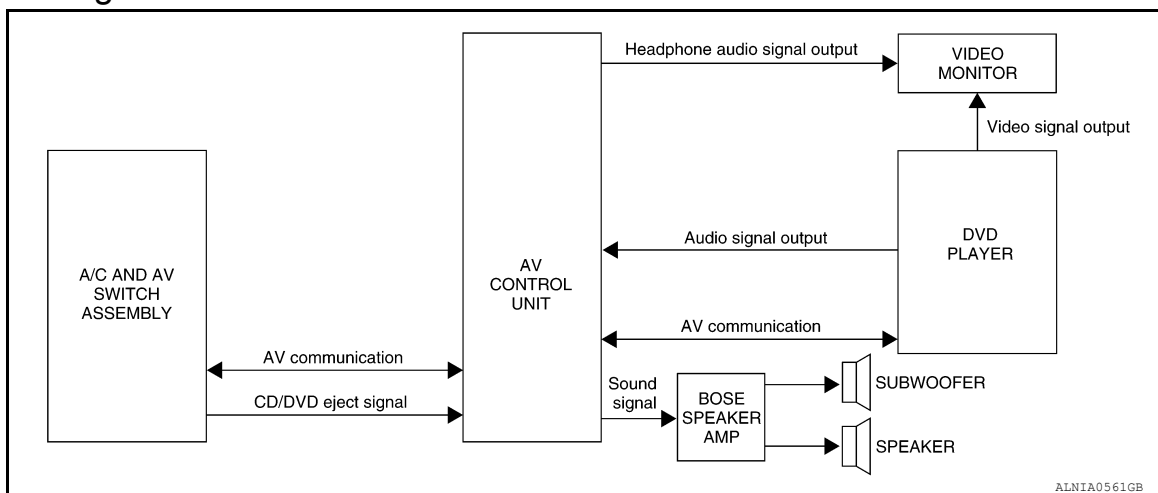 Headphone audio signal output
VIDEO
MONITOR
Video signal output
A/C AND AV
SWITCH
ASSEMBLY
AV
CONTROL
UNIT
Audio signal output
DVD
PLAYER
AV communication
AV communication
CD/DVD eject signal
Sound
signal
BOSE
SPEAKER
AMP
SUBWOOFER
SPEAKER
ALNIA0561GB